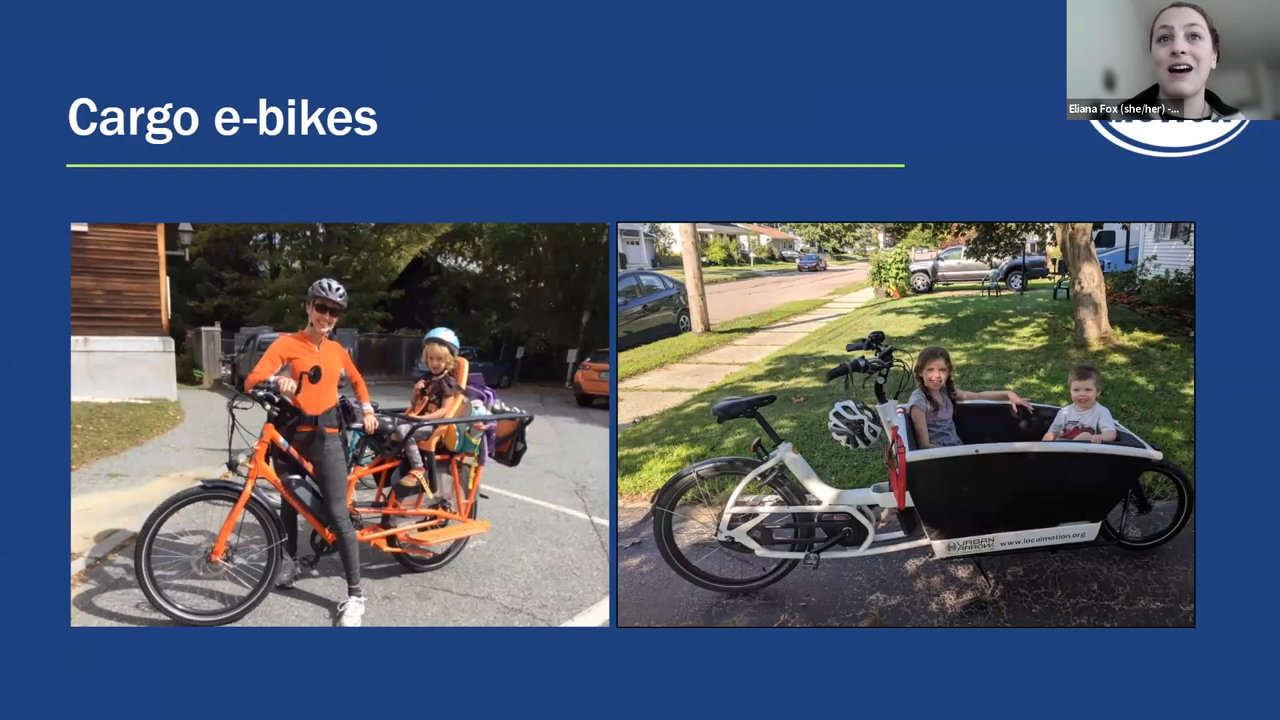 Cargo e-bikes
Eliana Fox (she/her) -...
URBAN
ARROW
www.localmotion.org